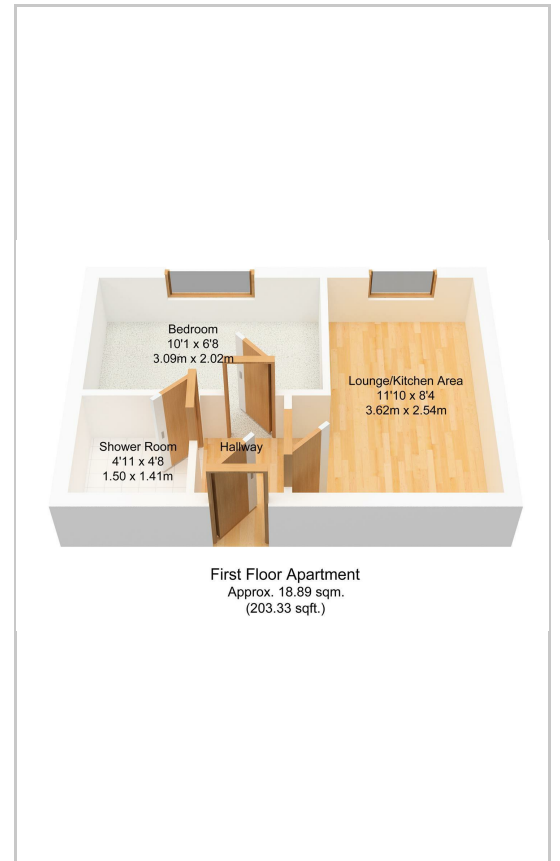 Bedroom
10'1 x 6'8
3.09m x 2.02m
Lounge/Kitchen Area
11'10 x 8'4
3.62m x 2.54m
Shower Room
4'11 x 4'8
1.50 x 1.41m
Hallway
First Floor Apartment
Approx. 18.89 sqm.
(203.33 sqft.)